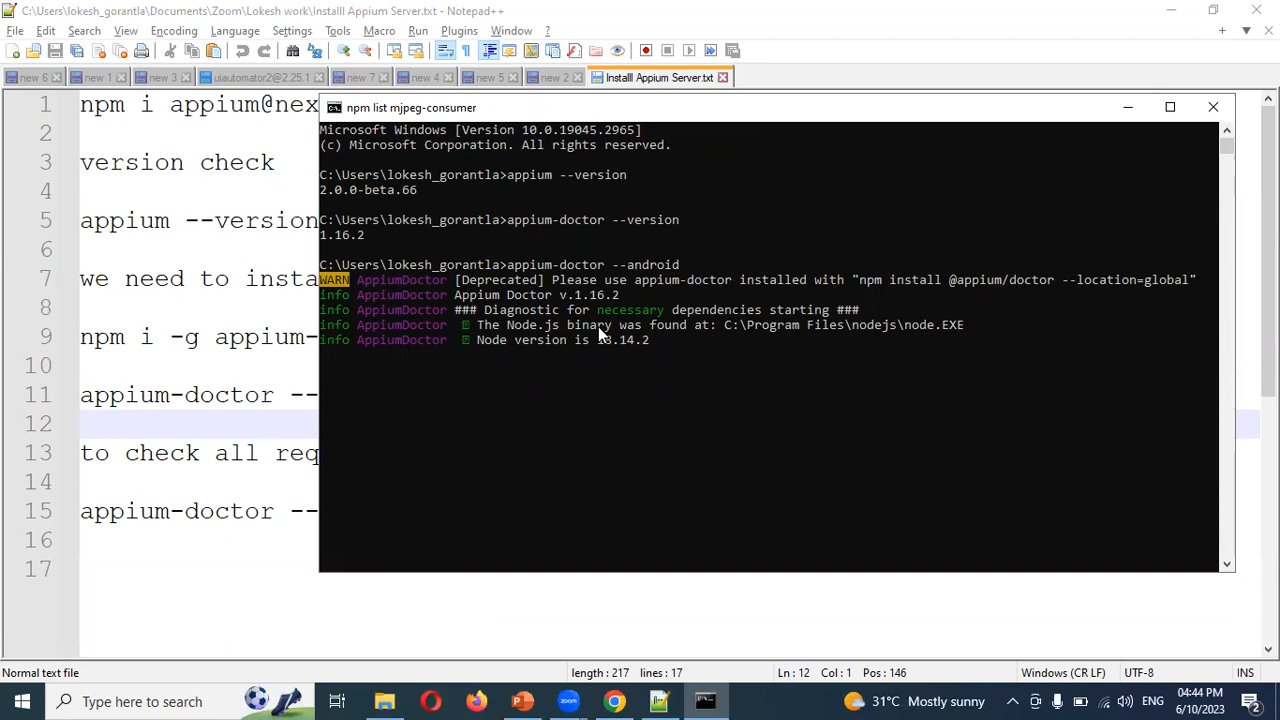 C:\Users\lokesh_gorantla\Documents\Zoom\Lokesh work\Installl Appium Server.txt - Notepad++
File Edit Search View Encoding Language Settings Tools Macro Run Plugins Window ?
new 6 new 1 new 3 uiautomator2@2.25.1 new 7 new 4 new 5 new 2 Installl Appium Server.txt
1 npm i appium@nex
2
3 version check
4
5 appium --version
6
7 we need to insta
8
9 npm i -g appium-
10
11 appium-doctor --
12
13 to check all req
14
15 appium-doctor --
16
17
npm list mjpeg-consumer
Microsoft Windows [Version 10.0.19045.2965]
(c) Microsoft Corporation. All rights reserved.
C:\Users\lokesh_gorantla>appium --version
2.0.0-beta.66
C:\Users\lokesh_gorantla>appium-doctor --version
1.16.2
C:\Users\lokesh_gorantla>appium-doctor --android
WARN AppiumDoctor [Deprecated] Please use appium-doctor installed with "npm install @appium/doctor --location=global"
info AppiumDoctor Appium Doctor v.1.16.2
info AppiumDoctor ### Diagnostic for necessary dependencies starting ###
info AppiumDoctor The Node.js binary was found at: C:\Program Files\nodejs\node.EXE
info AppiumDoctor Node version is
Normal text file length : 217 lines : 17 Ln : 12 Col : 1 Pos : 146 Windows (CR LF) UTF-8 INS
Type here to search 31°C Mostly sunny ENG 04:44 PM
6/10/2023 2